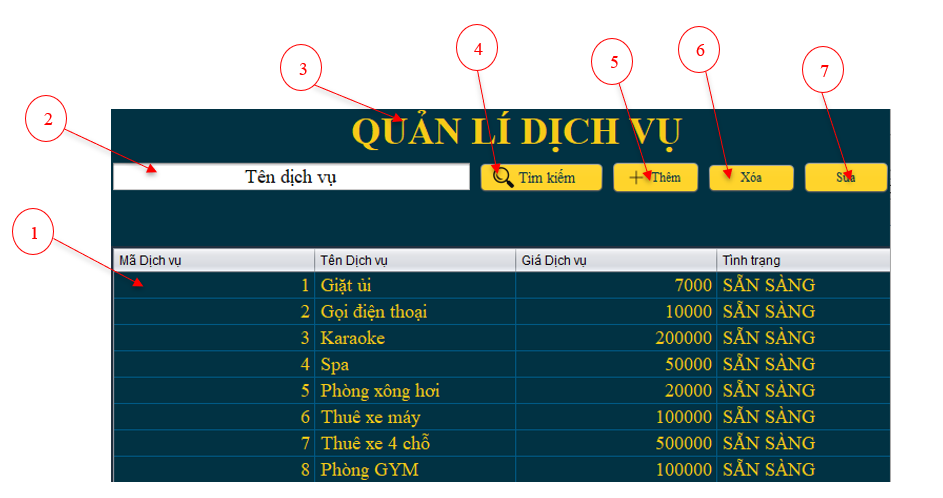 4
6
5
3
7
2
QUẢN LÍ DỊCH VỤ
Tên dịch vụ Tìm kiếm Thêm Xóa Sửa
1
Mã Dịch vụ Tên Dịch vụ Giá Dịch vụ Tình trạng
1 Giặt ủi 7000 SẴN SÀNG
2 Gọi điện thoại 10000 SẴN SÀNG
3 Karaoke 200000 SẴN SÀNG
4 Spa 50000 SẴN SÀNG
5 Phòng xông hơi 20000 SẴN SÀNG
6 Thuê xe máy 100000 SẴN SÀNG
7 Thuê xe 4 chỗ 500000 SẴN SÀNG
8 Phòng GYM 100000 SẴN SÀNG